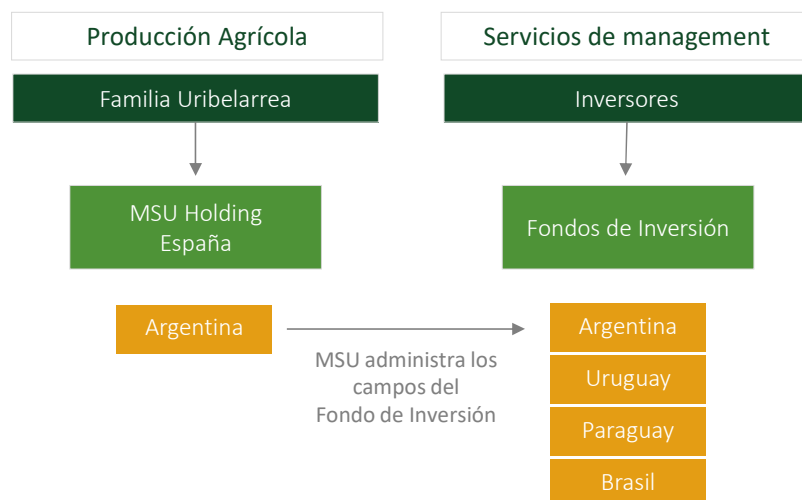 Producción Agrícola
Servicios de management
Familia Uribelarrea
Inversores
MSU Holding
España
Fondos de Inversión
Argentina
MSU administra los
campos del
Fondo de Inversión
Argentina
Uruguay
Paraguay
Brasil